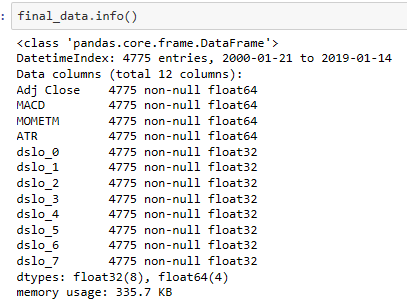 : final_data.info()
<class 'pandas.core.frame.DataFrame'>
DatetimeIndex: 4775 entries, 2000-01-21 to 2019-01-14
Data columns (total 12 columns):
Adj Close    4775 non-null float64
MACD         4775 non-null float64
MOMETM       4775 non-null float64
ATR          4775 non-null float64
dslo_0       4775 non-null float32
dslo_1       4775 non-null float32
dslo_2       4775 non-null float32
dslo_3       4775 non-null float32
dslo_4       4775 non-null float32
dslo_5       4775 non-null float32
dslo_6       4775 non-null float32
dslo_7       4775 non-null float32
dtypes: float32(8), float64(4)
memory usage: 335.7 KB